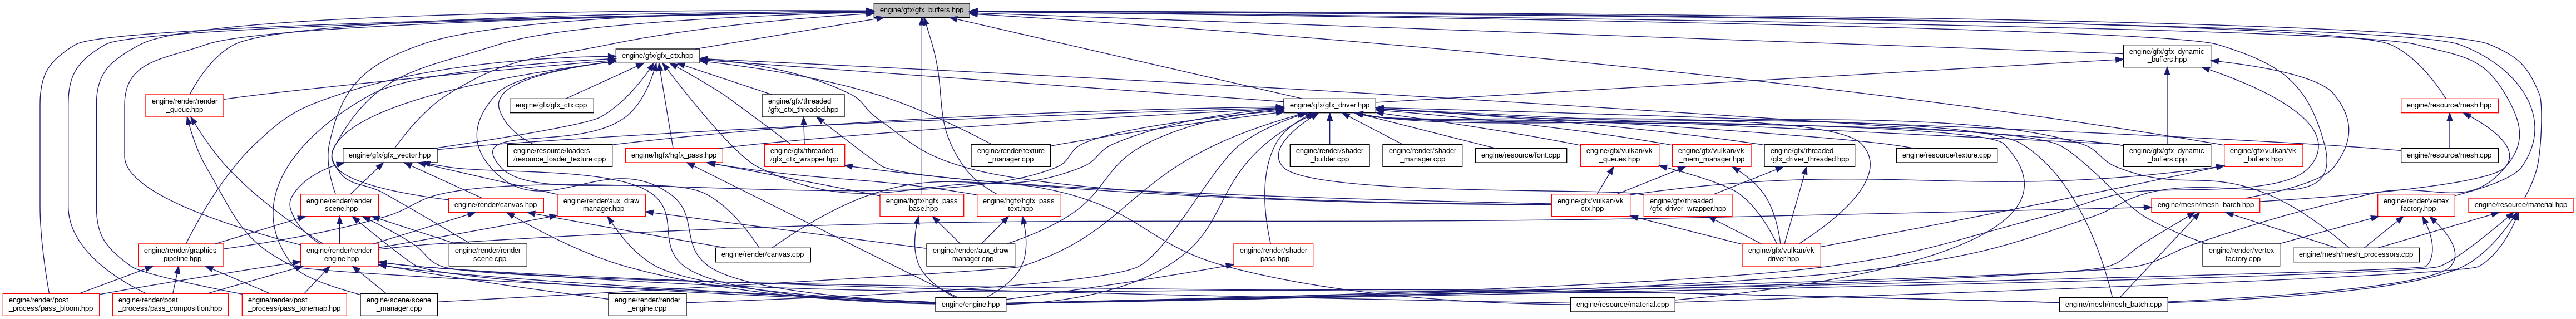 engine/gfx/gfx_buffers.hpp
engine/gfx/gfx_ctx.hpp
engine/gfx/gfx_dynamic
_buffers.hpp
engine/render/render
_queue.hpp
engine/gfx/gfx_ctx.cpp
engine/gfx/threaded
/gfx_ctx_threaded.hpp
engine/gfx/gfx_driver.hpp
engine/resource/mesh.hpp
engine/gfx/gfx_vector.hpp
engine/resource/loaders
/resource_loader_texture.cpp
engine/hgfx/hgfx_pass.hpp
engine/gfx/threaded
/gfx_ctx_wrapper.hpp
engine/render/texture
_manager.cpp
engine/render/shader
_builder.cpp
engine/render/shader
_manager.cpp
engine/resource/font.cpp
engine/gfx/vulkan/vk
_queues.hpp
engine/gfx/vulkan/vk
_mem_manager.hpp
engine/gfx/threaded
/gfx_driver_threaded.hpp
engine/resource/texture.cpp
engine/gfx/gfx_dynamic
_buffers.cpp
engine/gfx/vulkan/vk
_buffers.hpp
engine/resource/mesh.cpp
engine/render/render
_scene.hpp
engine/render/canvas.hpp
engine/render/aux_draw
_manager.hpp
engine/hgfx/hgfx_pass
_base.hpp
engine/hgfx/hgfx_pass
_text.hpp
engine/gfx/vulkan/vk
_ctx.hpp
engine/gfx/threaded
/gfx_driver_wrapper.hpp
engine/mesh/mesh_batch.hpp
engine/render/vertex
_factory.hpp
engine/resource/material.hpp
engine/render/graphics
_pipeline.hpp
engine/render/render
_engine.hpp
engine/render/render
_scene.cpp
engine/render/canvas.cpp
engine/render/aux_draw
_manager.cpp
engine/render/shader
_pass.hpp
engine/gfx/vulkan/vk
_driver.hpp
engine/render/vertex
_factory.cpp
engine/mesh/mesh_processors.cpp
engine/render/post
_process/pass_bloom.hpp
engine/render/post
_process/pass_composition.hpp
engine/render/post
_process/pass_tonemap.hpp
engine/scene/scene
_manager.cpp
engine/render/render
_engine.cpp
engine/engine.hpp
engine/resource/material.cpp
engine/mesh/mesh_batch.cpp